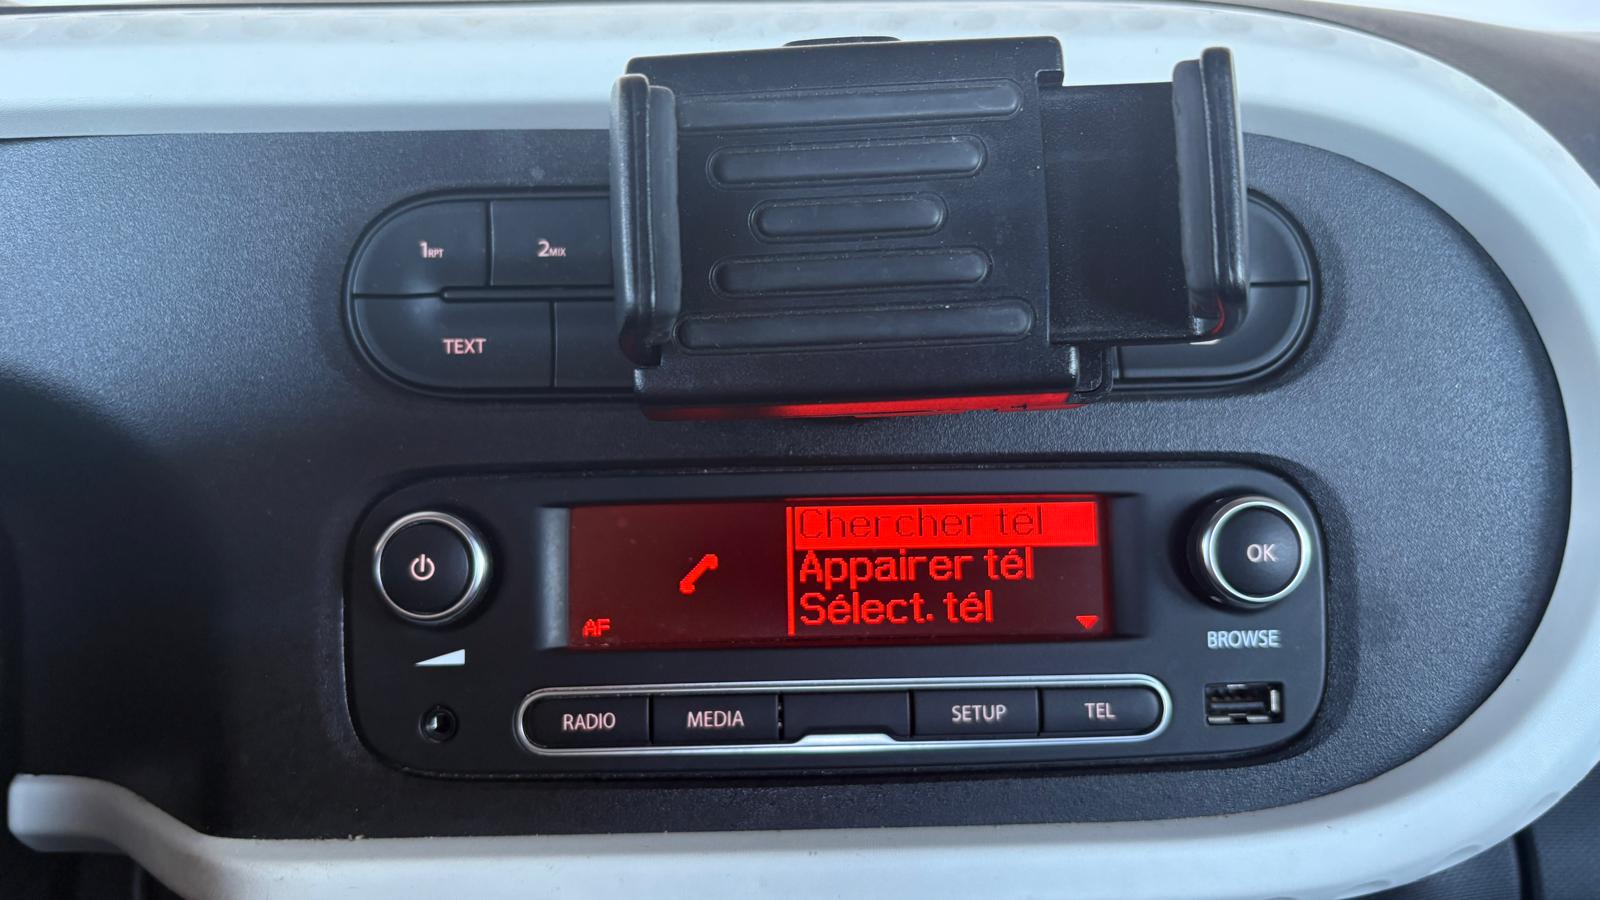 1RPT
2MIX
TEXT
Chercher tél
Appairer tél
Sélect. tél
AF
OK
BROWSE
RADIO
MEDIA
SETUP
TEL